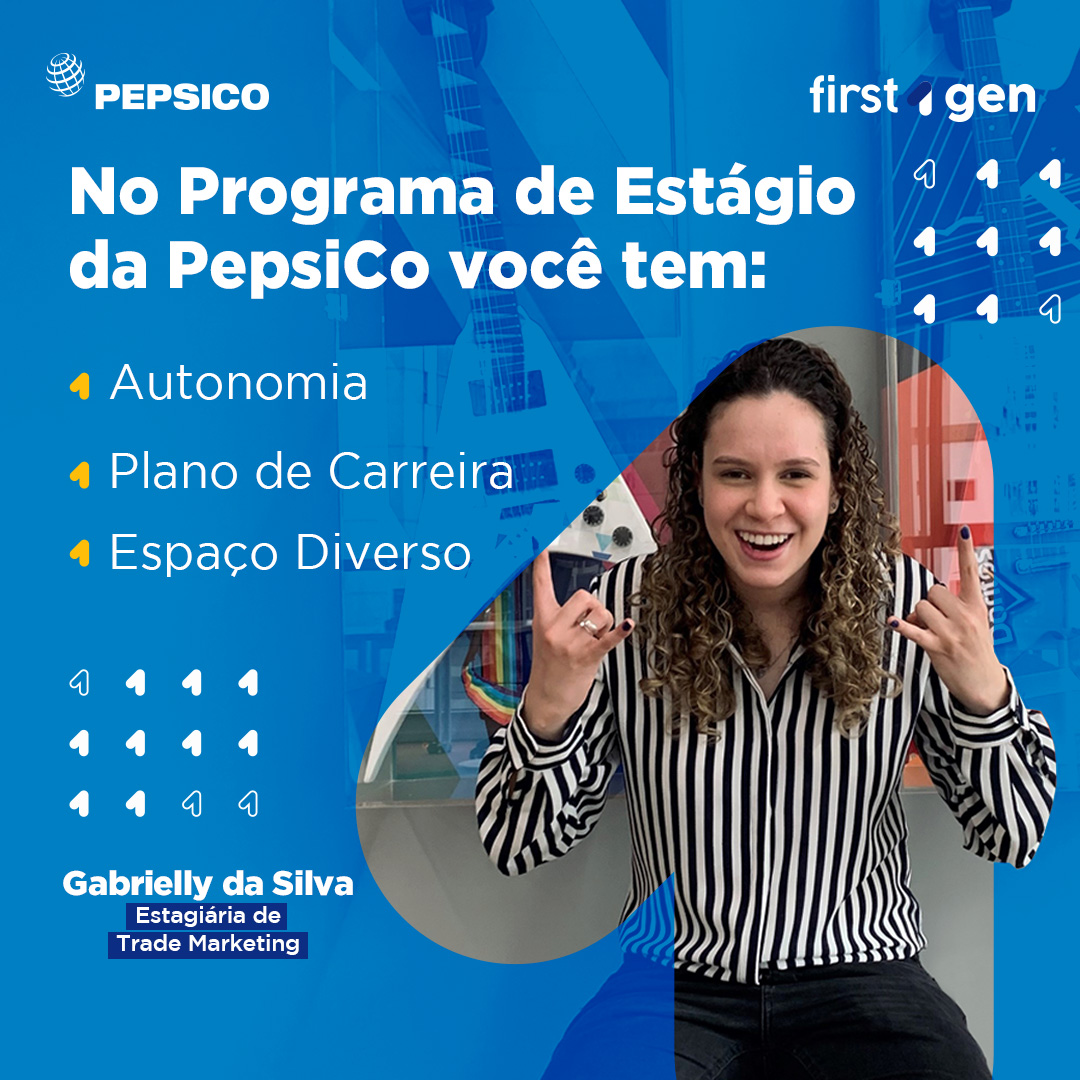 PEPSICO
first 1 gen
No Programa de Estágio
da PepsiCo você tem:
Autonomia
Plano de Carreira
Espaço Diverso
Gabrielly da Silva
Estagiária de
Trade Marketing